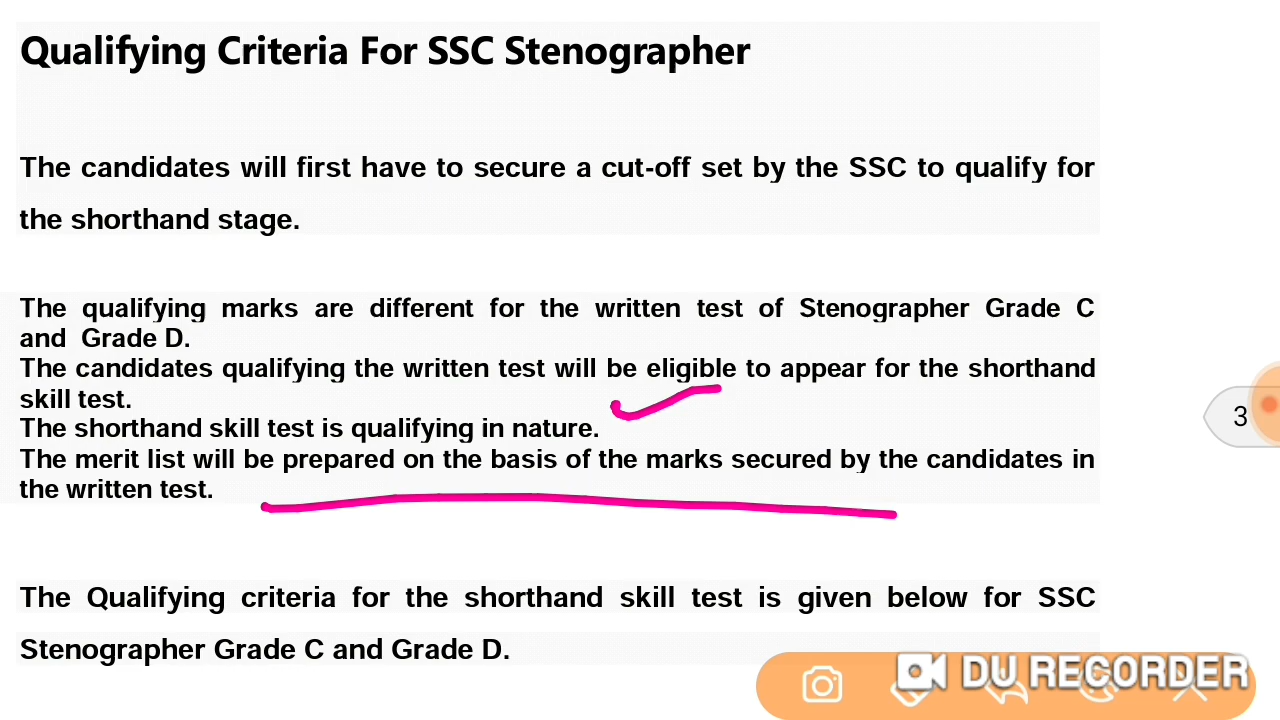 Qualifying Criteria For SSC Stenographer
The candidates will first have to secure a cut-off set by the SSC to qualify for
the shorthand stage.
The qualifying marks are different for the written test of Stenographer Grade C
and Grade D.
The candidates qualifying the written test will be eligible to appear for the shorthand
skill test.
The shorthand skill test is qualifying in nature.
The merit list will be prepared on the basis of the marks secured by the candidates in
the written test.
3
The Qualifying criteria for the shorthand skill test is given below for SSC
Stenographer Grade C and Grade D.
DU RECORDER